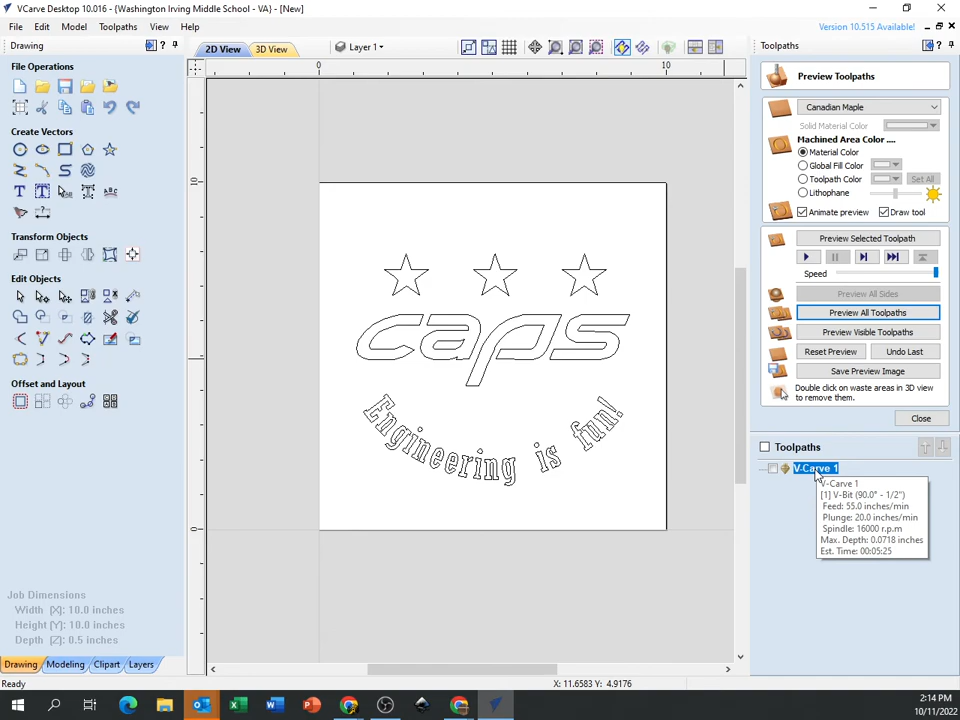 VCarve Desktop 10.016 - {Washington Irving Middle School - VA} - [New]
File Edit Model Toolpaths View Help
Version 10.515 Available!
Drawing
File Operations
Create Vectors
Transform Objects
Edit Objects
Offset and Layout
Job Dimensions
Width [X]: 10.0 inches
Height [Y]: 10.0 inches
Depth [Z]: 0.5 inches
Drawing Modeling Clipart Layers
Ready
2D View 3D View Layer 1
0 10
10
0
caps
Engineering is fun!
X: 11.6583 Y: 4.9176
Toolpaths
Preview Toolpaths
Canadian Maple
Solid Material Color
Machined Area Color ....
Material Color
Global Fill Color
Toolpath Color Set All
Lithophane
Animate preview Draw tool
Preview Selected Toolpath
Speed
Preview All Sides
Preview All Toolpaths
Preview Visible Toolpaths
Reset Preview Undo Last
Save Preview Image
Double click on waste areas in 3D view
to remove them.
Close
Toolpaths
V-Carve 1
V-Carve 1
[1] V-Bit (90.0° - 1/2")
Feed: 55.0 inches/min
Plunge: 20.0 inches/min
Spindle: 16000 r.p.m
Max. Depth: 0.0718 inches
Est. Time: 00:05:25
2:14 PM
10/11/2022